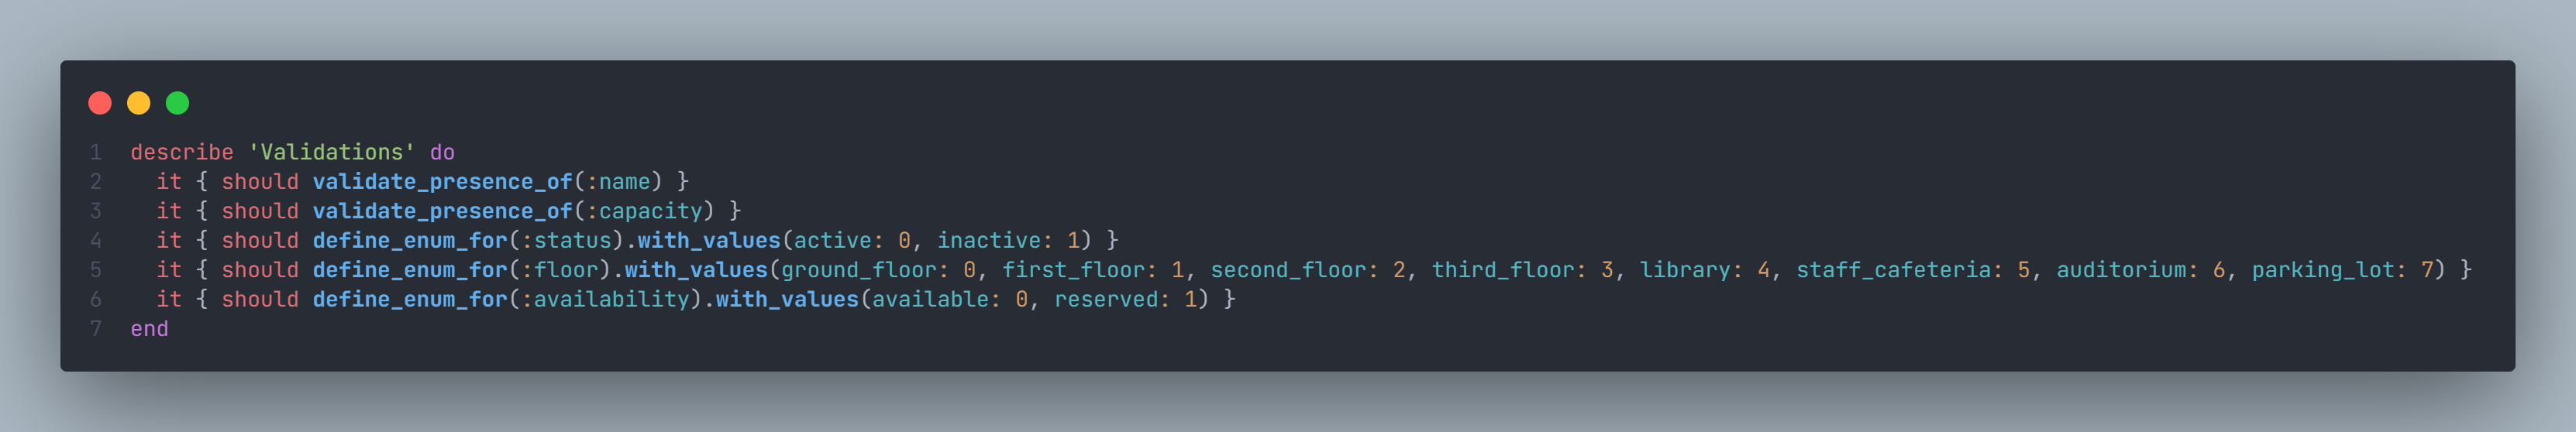 1 describe 'Validations' do
2   it { should validate_presence_of(:name) }
3   it { should validate_presence_of(:capacity) }
4   it { should define_enum_for(:status).with_values(active: 0, inactive: 1) }
5   it { should define_enum_for(:floor).with_values(ground_floor: 0, first_floor: 1, second_floor: 2, third_floor: 3, library: 4, staff_cafeteria: 5, auditorium: 6, parking_lot: 7) }
6   it { should define_enum_for(:availability).with_values(available: 0, reserved: 1) }
7 end